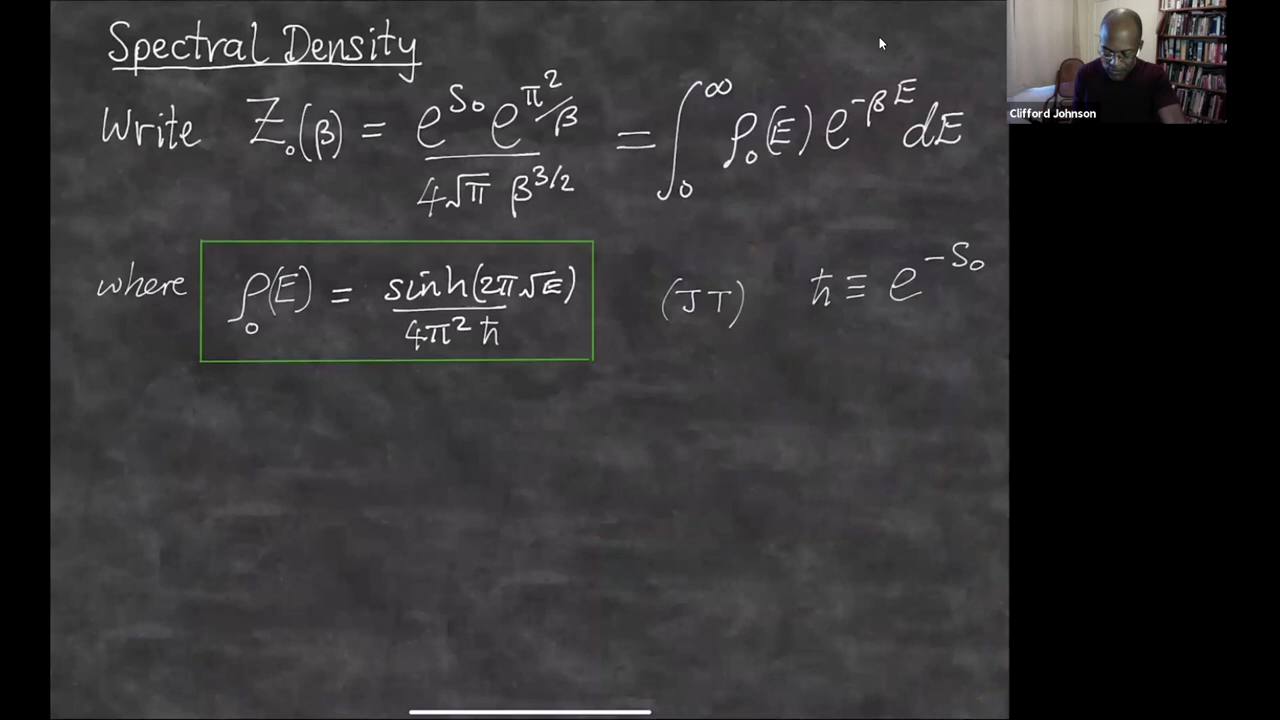 Spectral Density
Write Z₀(β) = e^{S₀} e^{π²/β} / 4√π β^{3/2} = ∫₀^∞ ρ₀(E) e^{-βE} dE
where ρ₀(E) = sinh(2π√E) / 4π² ħ (JT) ħ ≡ e^{-S₀}
Clifford Johnson